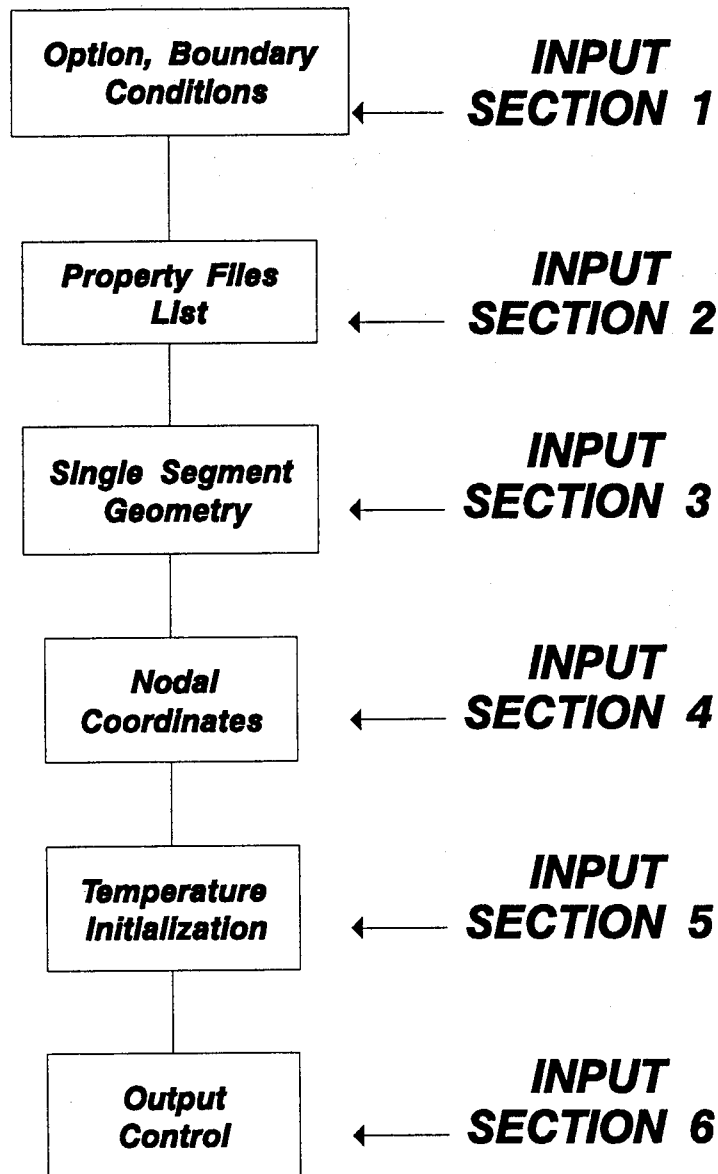 Option, Boundary
Conditions
INPUT
SECTION 1
Property Files
List
INPUT
SECTION 2
Single Segment
Geometry
INPUT
SECTION 3
Nodal
Coordinates
INPUT
SECTION 4
Temperature
Initialization
INPUT
SECTION 5
Output
Control
INPUT
SECTION 6